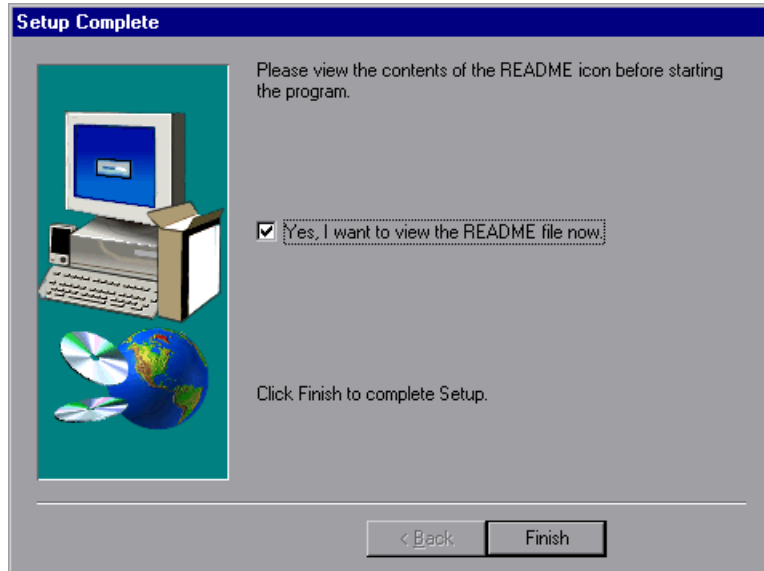 Setup Complete
Please view the contents of the README icon before starting
the program.
Yes, I want to view the README file now.
Click Finish to complete Setup.
< Back
Finish